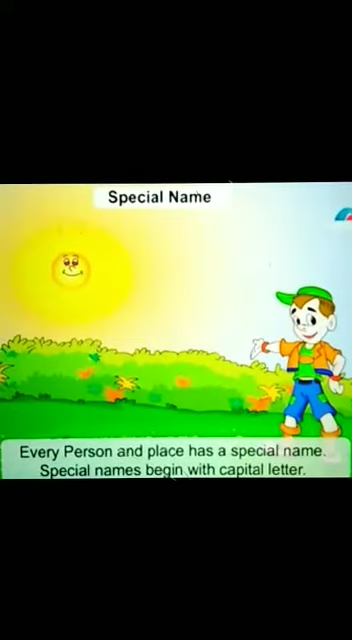 Special Name
Every Person and place has a special name.
Special names begin with capital letter.